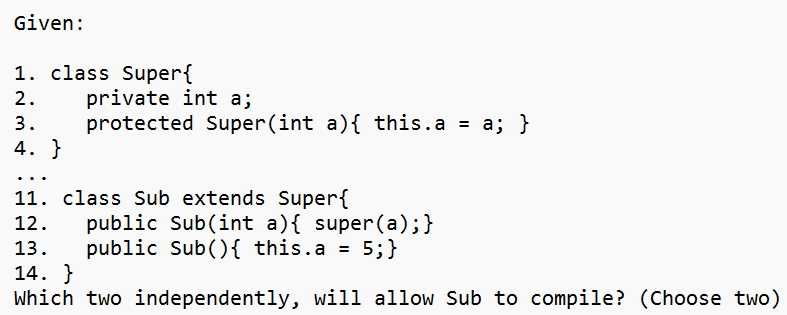 Given:
1. class Super{
2.    private int a;
3.    protected Super(int a){ this.a = a; }
4. }
...
11. class Sub extends Super{
12.   public Sub(int a){ super(a);}
13.   public Sub(){ this.a = 5;}
14. }
Which two independently, will allow Sub to compile? (Choose two)